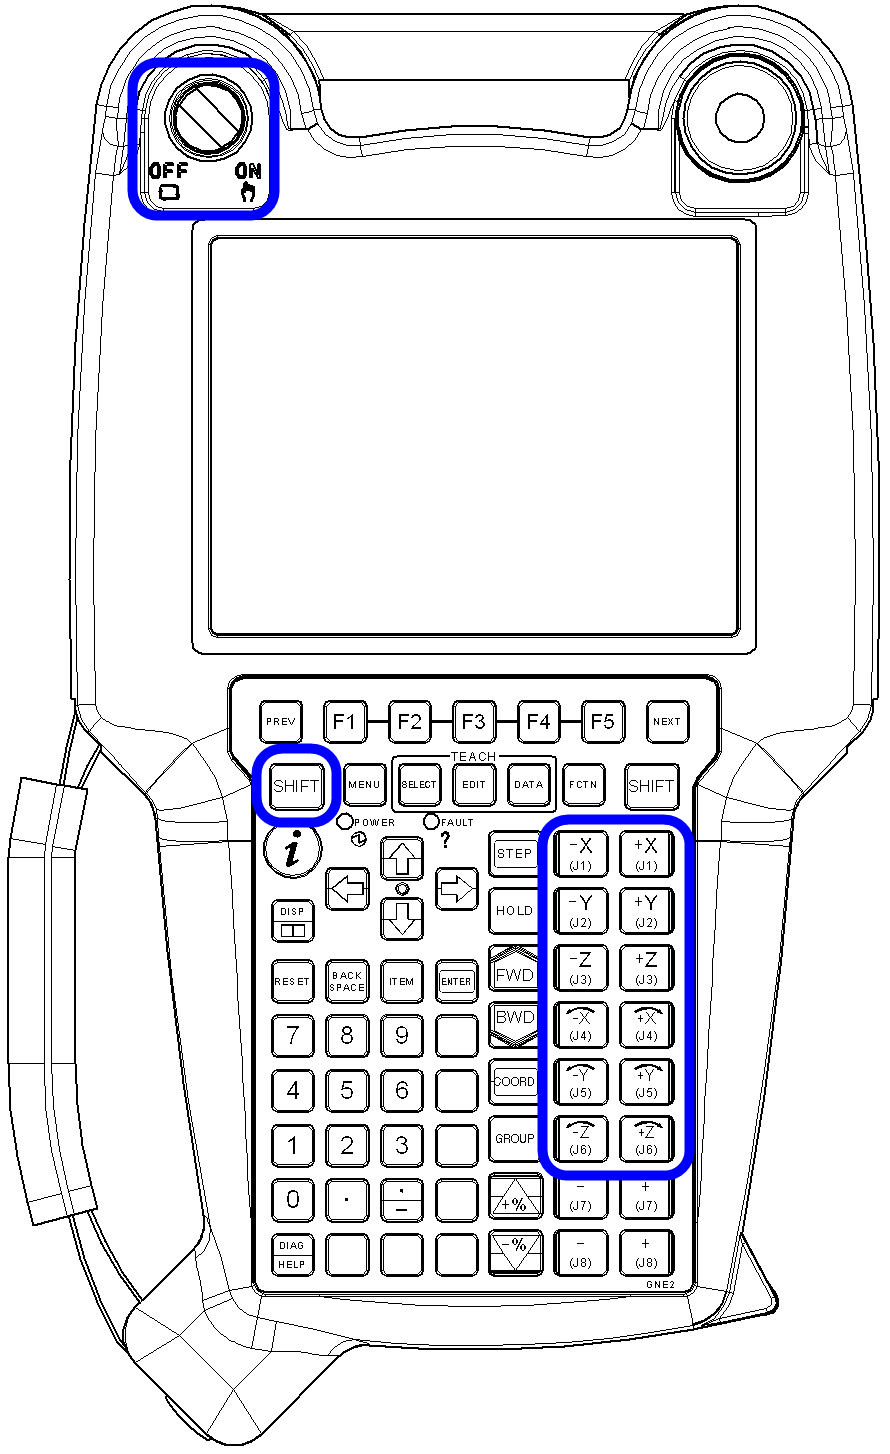 OFF ON
PREV F1 F2 F3 F4 F5 NEXT
TEACH
SHIFT MENU SELECT EDIT DATA FCTN SHIFT
POWER FAULT
?
i
STEP -X (J1) +X (J1)
DISP HOLD -Y (J2) +Y (J2)
RESET BACK SPACE ITEM ENTER FWD -Z (J3) +Z (J3)
7 8 9 BWD -X (J4) +X (J4)
4 5 6 COORD -Y (J5) +Y (J5)
1 2 3 GROUP -Z (J6) +Z (J6)
0 . . - +% - (J7) + (J7)
DIAG HELP -% - (J8) + (J8)
GNE2